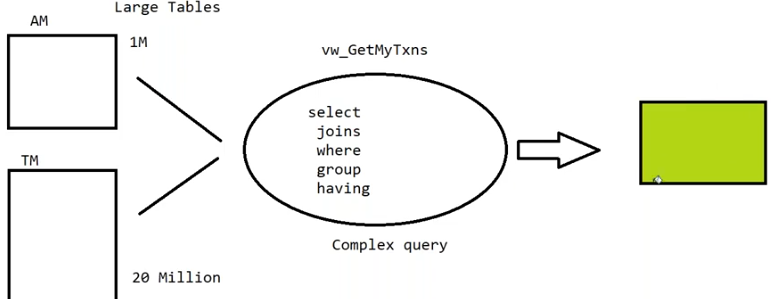 Large Tables
AM
1M
vw_GetMyTxns
select
joins
where
group
having
TM
Complex query
20 Million